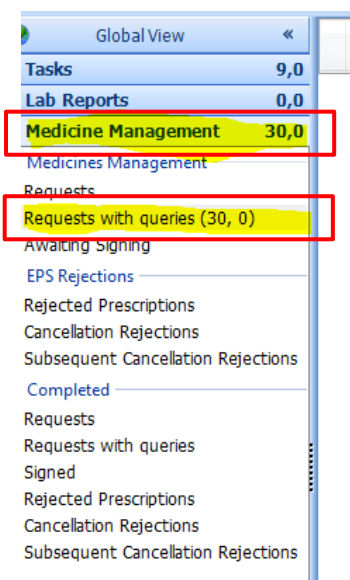 Global View «
Tasks 9,0
Lab Reports 0,0
Medicine Management 30,0
Medicines Management
Requests
Requests with queries (30, 0)
Awaiting Signing
EPS Rejections
Rejected Prescriptions
Cancellation Rejections
Subsequent Cancellation Rejections
Completed
Requests
Requests with queries
Signed
Rejected Prescriptions
Cancellation Rejections
Subsequent Cancellation Rejections